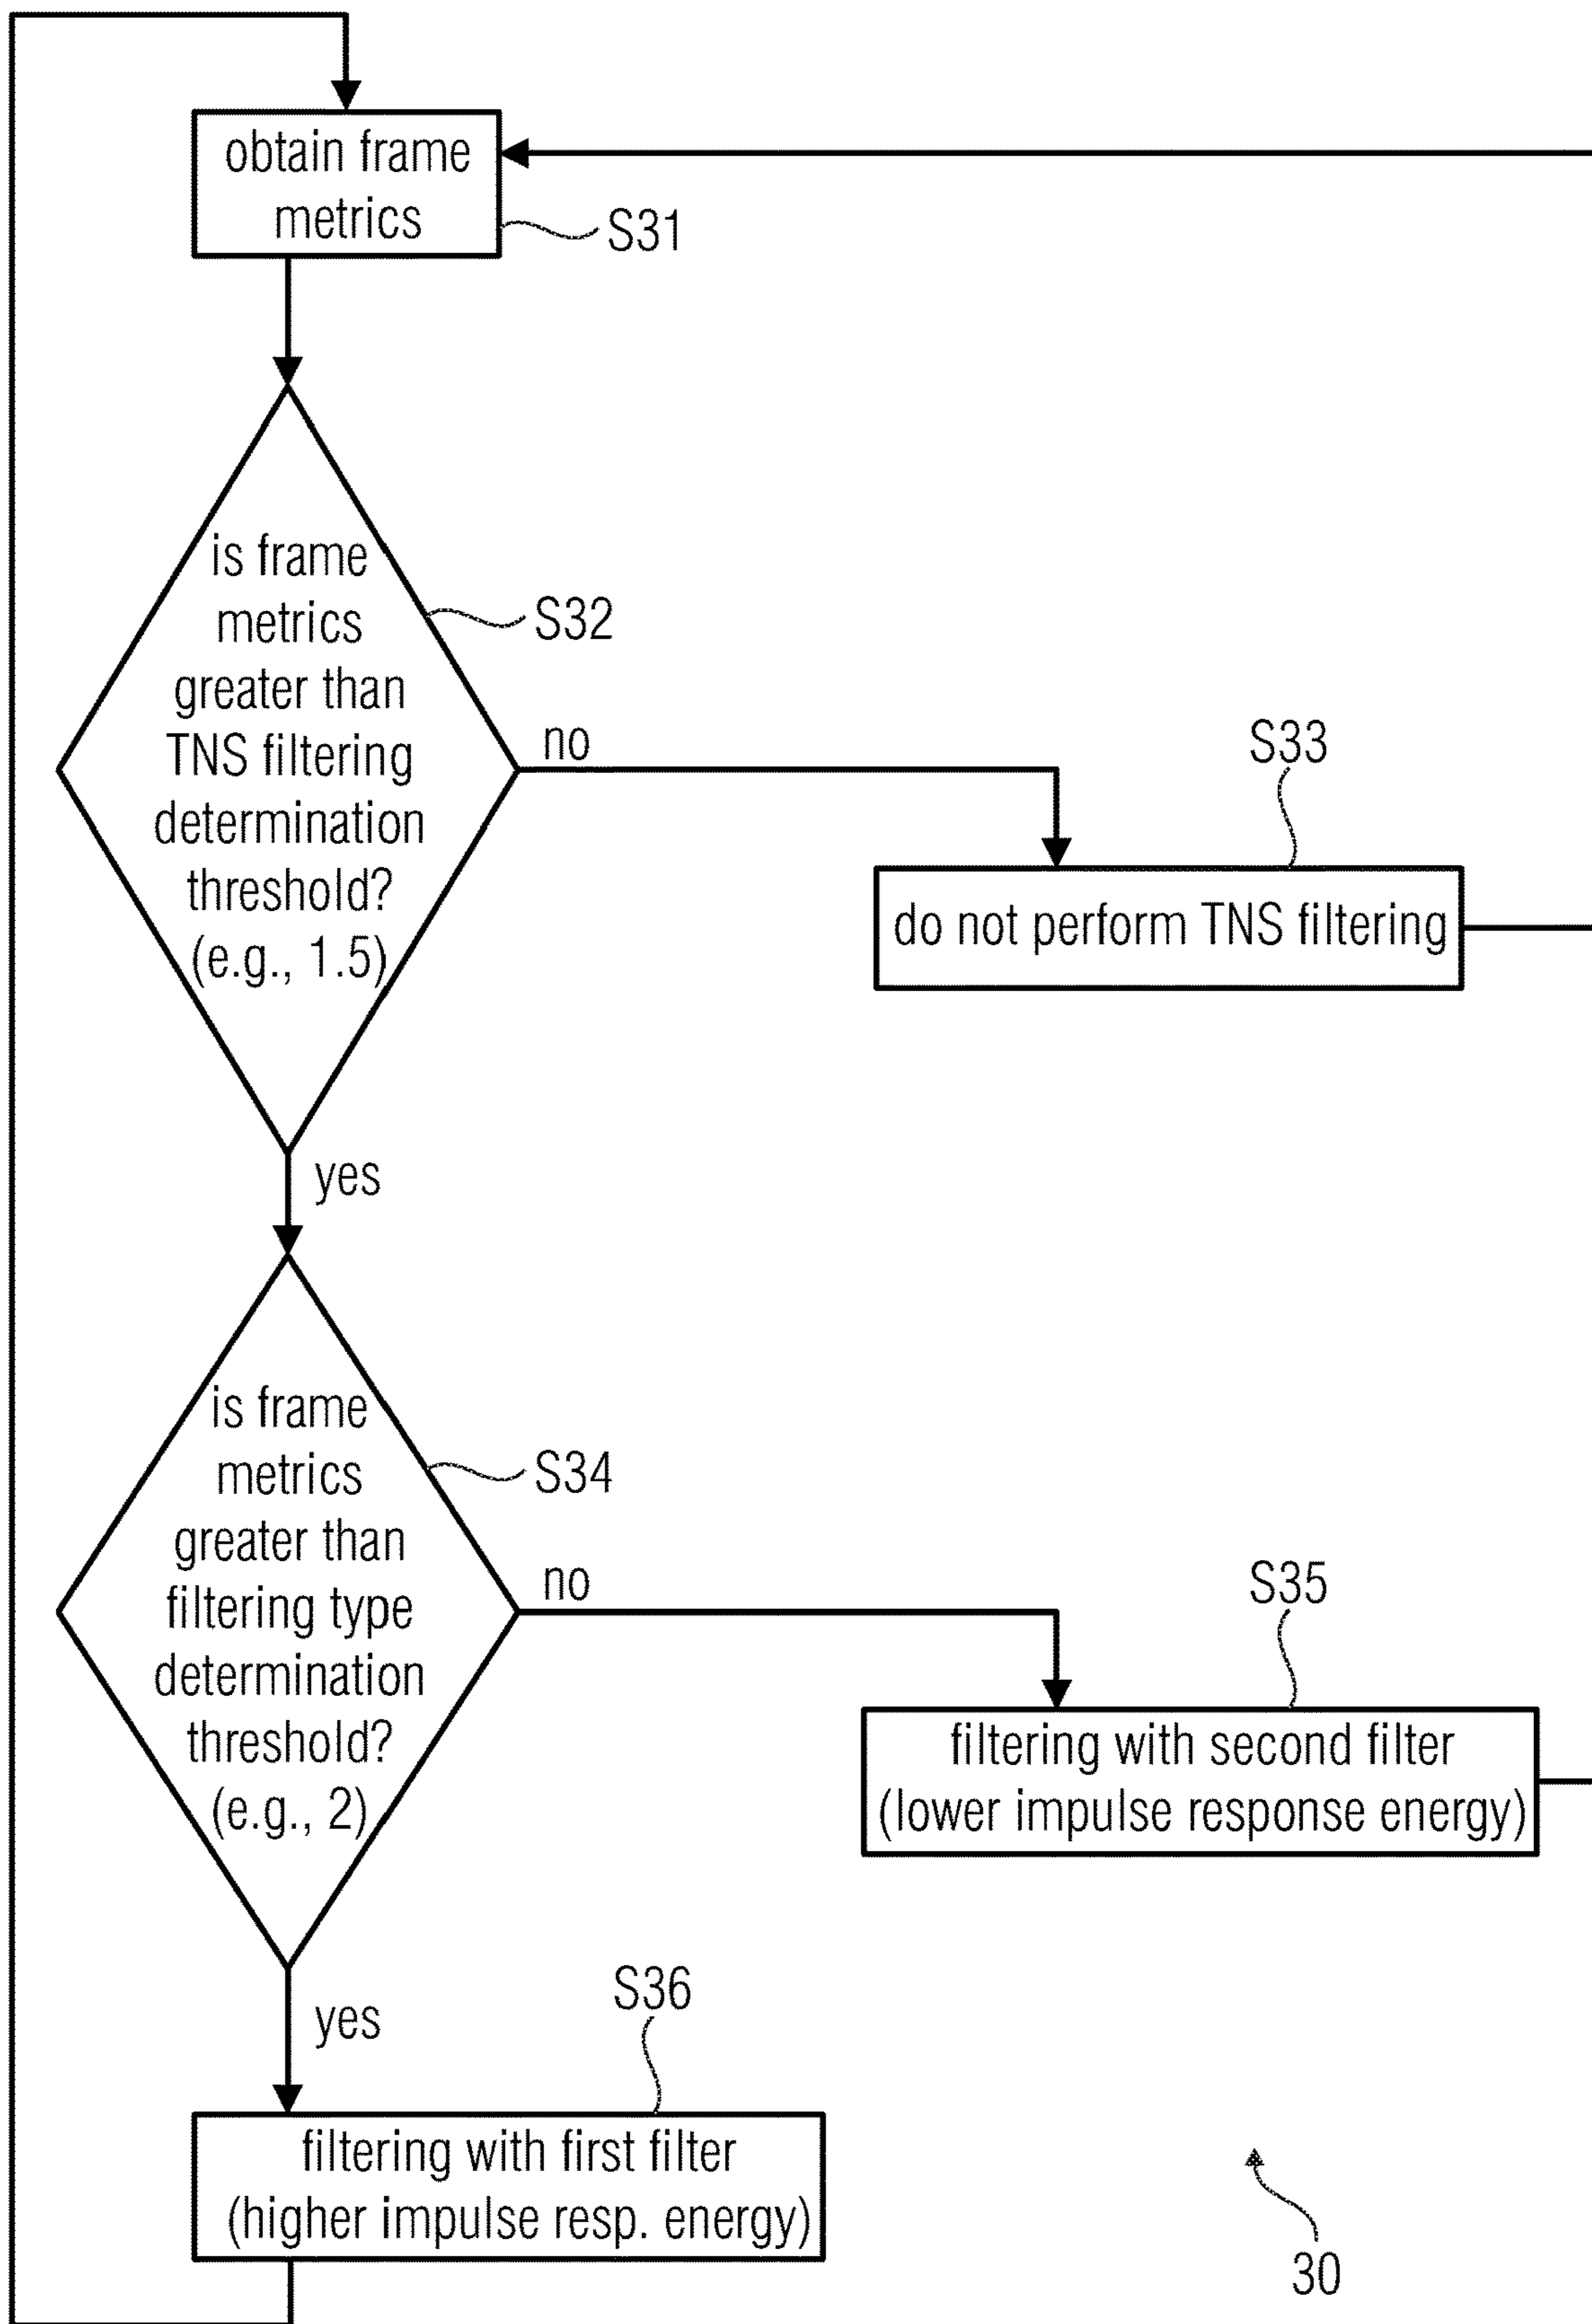 obtain frame
metrics
S31
is frame
metrics
greater than
TNS filtering
determination
threshold?
(e.g., 1.5)
S32
no
S33
do not perform TNS filtering
yes
is frame
metrics
greater than
filtering type
determination
threshold?
(e.g., 2)
S34
no
S35
filtering with second filter
(lower impulse response energy)
yes
S36
filtering with first filter
(higher impulse resp. energy)
30